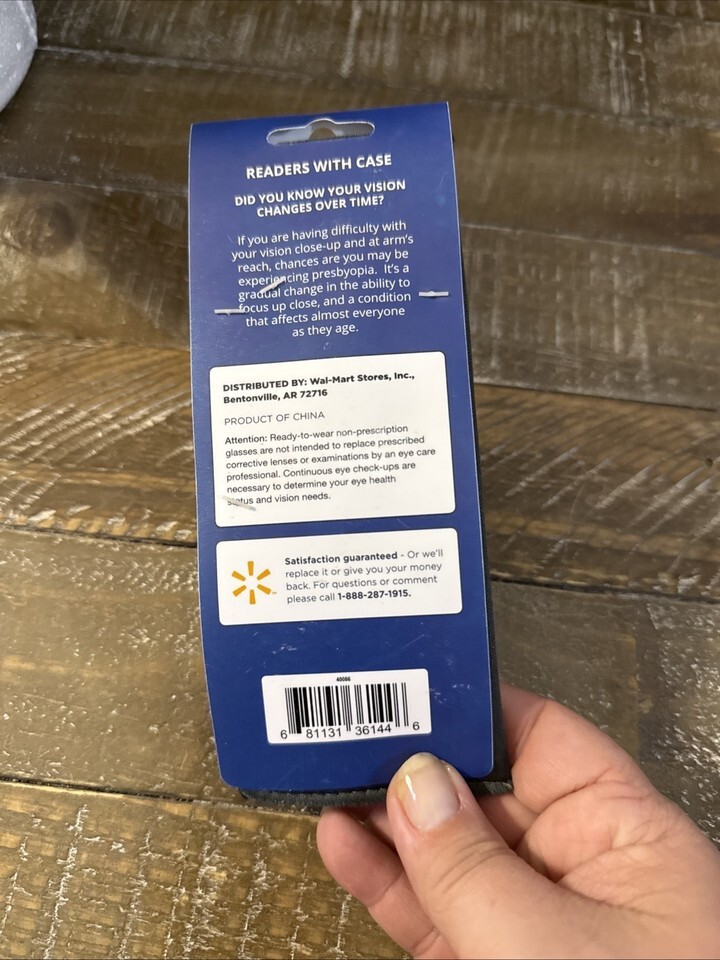 READERS WITH CASE
DID YOU KNOW YOUR VISION
CHANGES OVER TIME?
If you are having difficulty with
your vision close-up and at arm's
reach, chances are you may be
experiencing presbyopia. It's a
gradual change in the ability to
focus up close, and a condition
that affects almost everyone
as they age.
DISTRIBUTED BY: Wal-Mart Stores, Inc.,
Bentonville, AR 72716
PRODUCT OF CHINA
Attention: Ready-to-wear non-prescription
glasses are not intended to replace prescribed
corrective lenses or examinations by an eye care
professional. Continuous eye check-ups are
necessary to determine your eye health
status and vision needs.
Satisfaction guaranteed - Or we'll
replace it or give you your money
back. For questions or comment
please call 1-888-287-1915.
40086
6 81131 36144 6